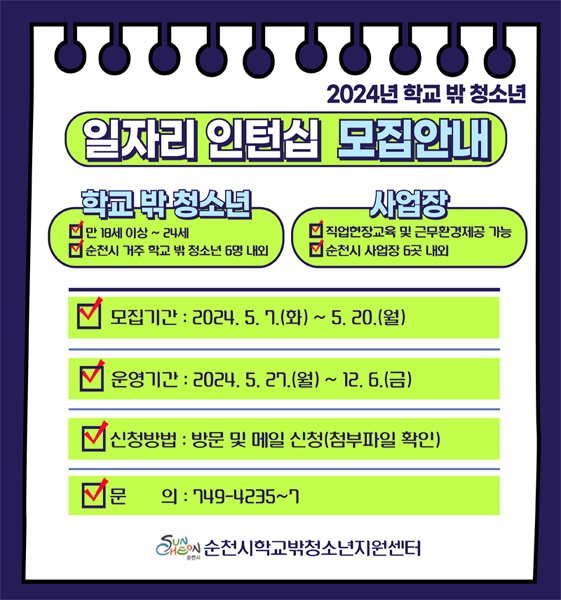 2024년 학교 밖 청소년
일자리 인턴십 모집안내
학교 밖 청소년
만 18세 이상 ~ 24세
순천시 거주 학교 밖 청소년 6명 내외
사업장
직업현장교육 및 근무환경제공 가능
순천시 사업장 6곳 내외
모집기간 : 2024. 5. 7.(화) ~ 5. 20.(월)
운영기간 : 2024. 5. 27.(월) ~ 12. 6.(금)
신청방법 : 방문 및 메일 신청(첨부파일 확인)
문 의 : 749-4235~7
SUNCHEON 순천시 순천시학교밖청소년지원센터